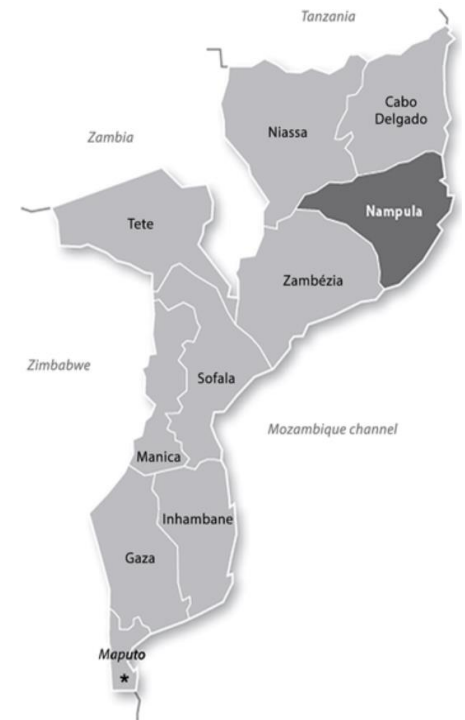 Tanzania
Cabo
Delgado
Niassa
Zambia
Nampula
Tete
Zambézia
Zimbabwe
Sofala
Mozambique channel
Manica
Inhambane
Gaza
Maputo
*